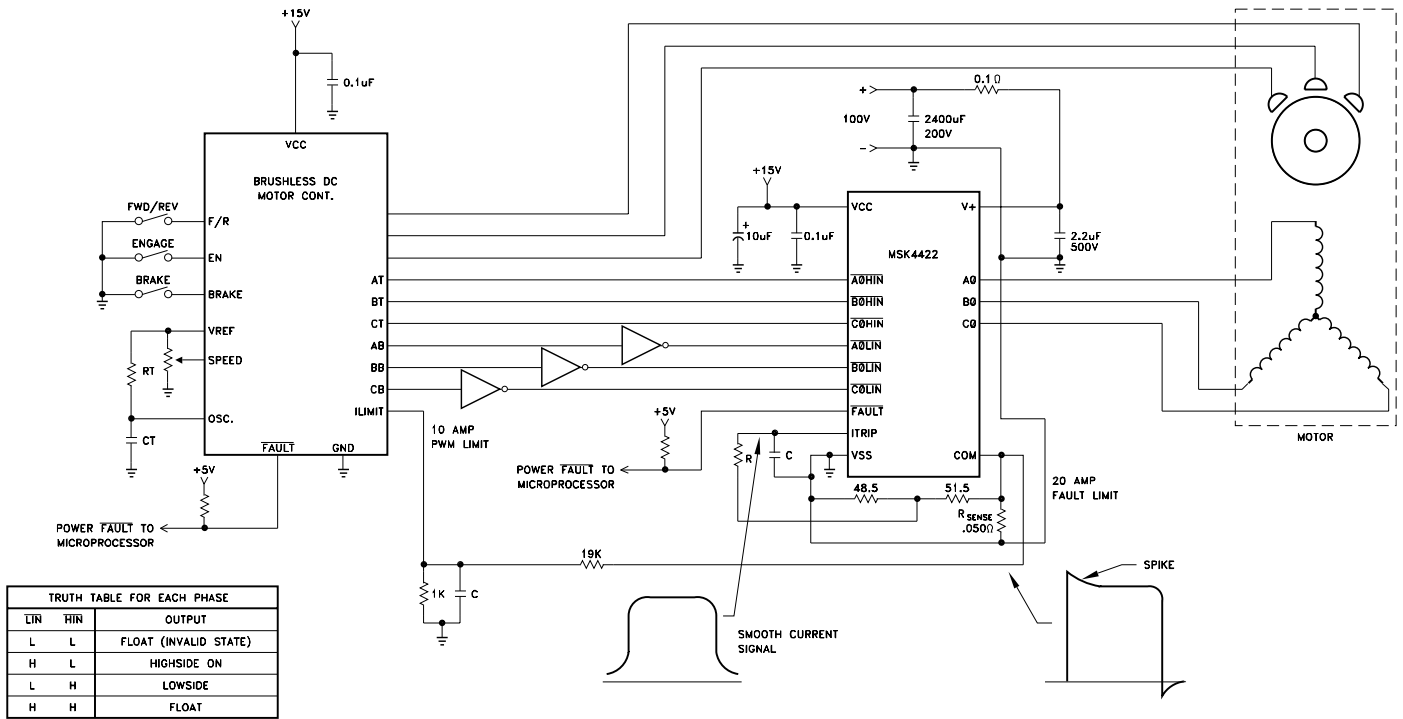 +15V
0.1uF
VCC
BRUSHLESS DC
MOTOR CONT.
FWD/REV
F/R
ENGAGE
EN
BRAKE
BRAKE
VREF
RT
SPEED
OSC.
CT
FAULT
GND
+5V
POWER FAULT TO
MICROPROCESSOR
AT
BT
CT
AB
BB
CB
ILIMIT
10 AMP
PWM LIMIT
0.1Ω
+
100V
2400uF
200V
-
+15V
+
10uF
0.1uF
VCC
V+
MSK4422
2.2uF
500V
AØHIN
BØHIN
CØHIN
AØLIN
BØLIN
CØLIN
FAULT
ITRIP
VSS
AØ
BØ
CØ
COM
MOTOR
+5V
POWER FAULT TO
MICROPROCESSOR
R
C
48.5
51.5
R SENSE
.050Ω
20 AMP
FAULT LIMIT
19K
1K
C
SMOOTH CURRENT
SIGNAL
SPIKE
TRUTH TABLE FOR EACH PHASE
LIN HIN OUTPUT
L L FLOAT (INVALID STATE)
H L HIGHSIDE ON
L H LOWSIDE
H H FLOAT